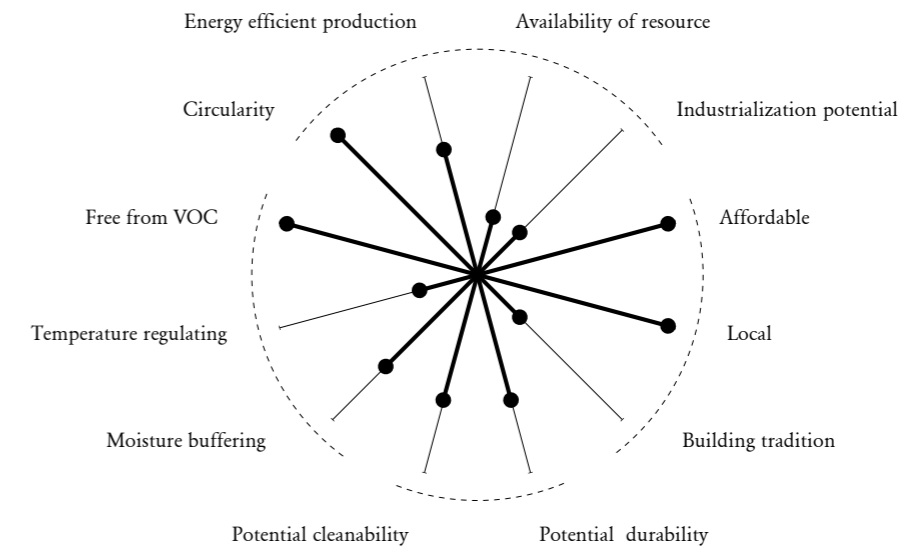 Energy efficient production
Availability of resource
Circularity
Industrialization potential
Free from VOC
Affordable
Temperature regulating
Local
Moisture buffering
Building tradition
Potential cleanability
Potential durability